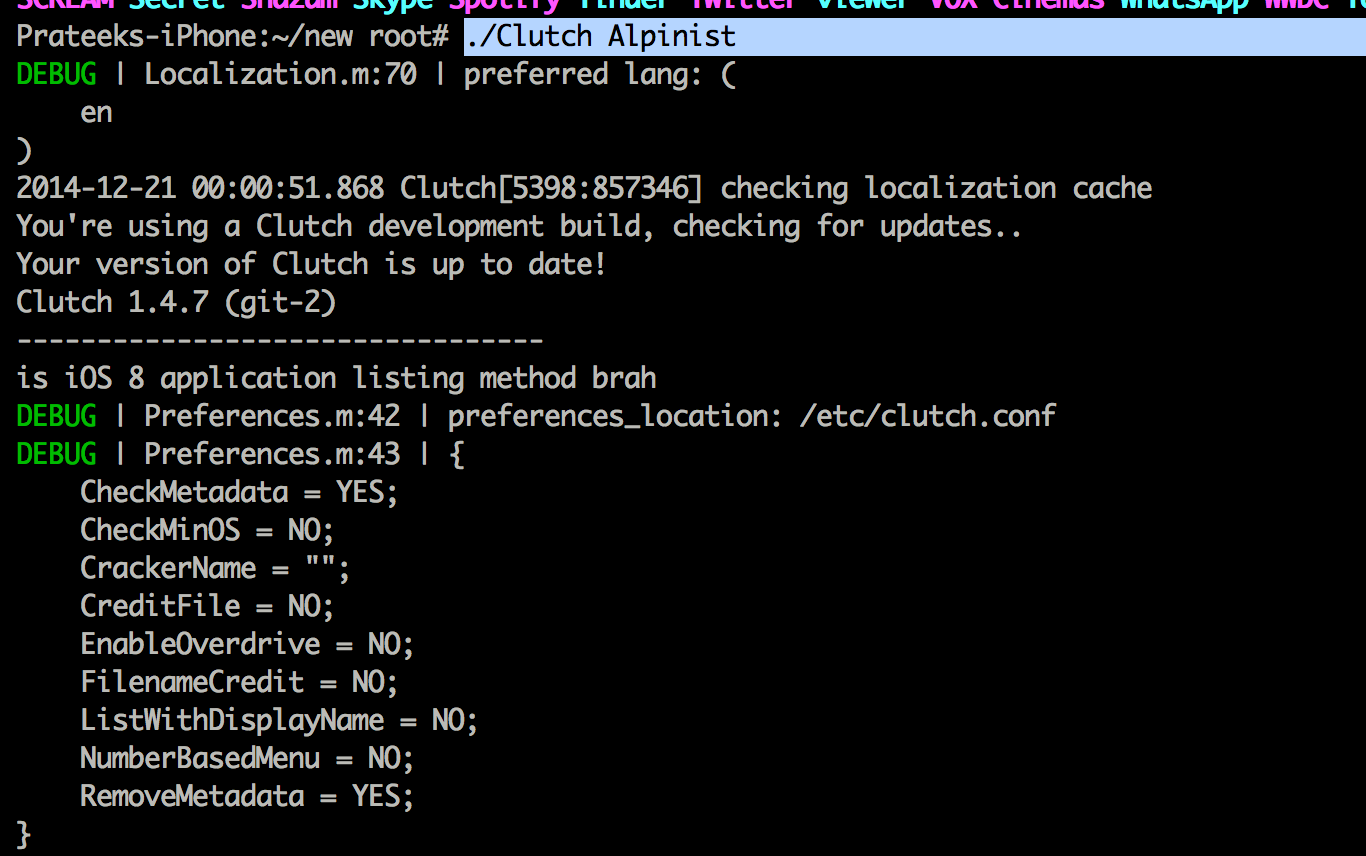 SCREAM Secret Shazam Skype Spotify Tinder Twitter Viewer VOX Cinemas WhatsApp WWDC
Prateeks-iPhone:~/new root# ./Clutch Alpinist
DEBUG | Localization.m:70 | preferred lang: (
    en
)
2014-12-21 00:00:51.868 Clutch[5398:857346] checking localization cache
You're using a Clutch development build, checking for updates..
Your version of Clutch is up to date!
Clutch 1.4.7 (git-2)
---------------------------------
is iOS 8 application listing method brah
DEBUG | Preferences.m:42 | preferences_location: /etc/clutch.conf
DEBUG | Preferences.m:43 | {
    CheckMetadata = YES;
    CheckMinOS = NO;
    CrackerName = "";
    CreditFile = NO;
    EnableOverdrive = NO;
    FilenameCredit = NO;
    ListWithDisplayName = NO;
    NumberBasedMenu = NO;
    RemoveMetadata = YES;
}